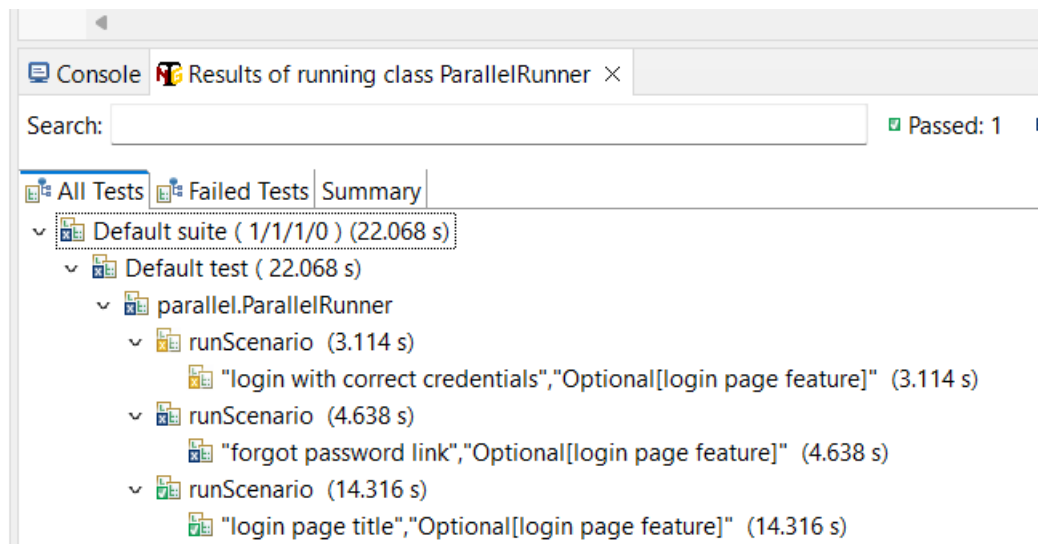 Console Results of running class ParallelRunner
Search: Passed: 1
All Tests Failed Tests Summary
Default suite ( 1/1/1/0 ) (22.068 s)
Default test ( 22.068 s)
parallel.ParallelRunner
runScenario (3.114 s)
"login with correct credentials","Optional[login page feature]" (3.114 s)
runScenario (4.638 s)
"forgot password link","Optional[login page feature]" (4.638 s)
runScenario (14.316 s)
"login page title","Optional[login page feature]" (14.316 s)